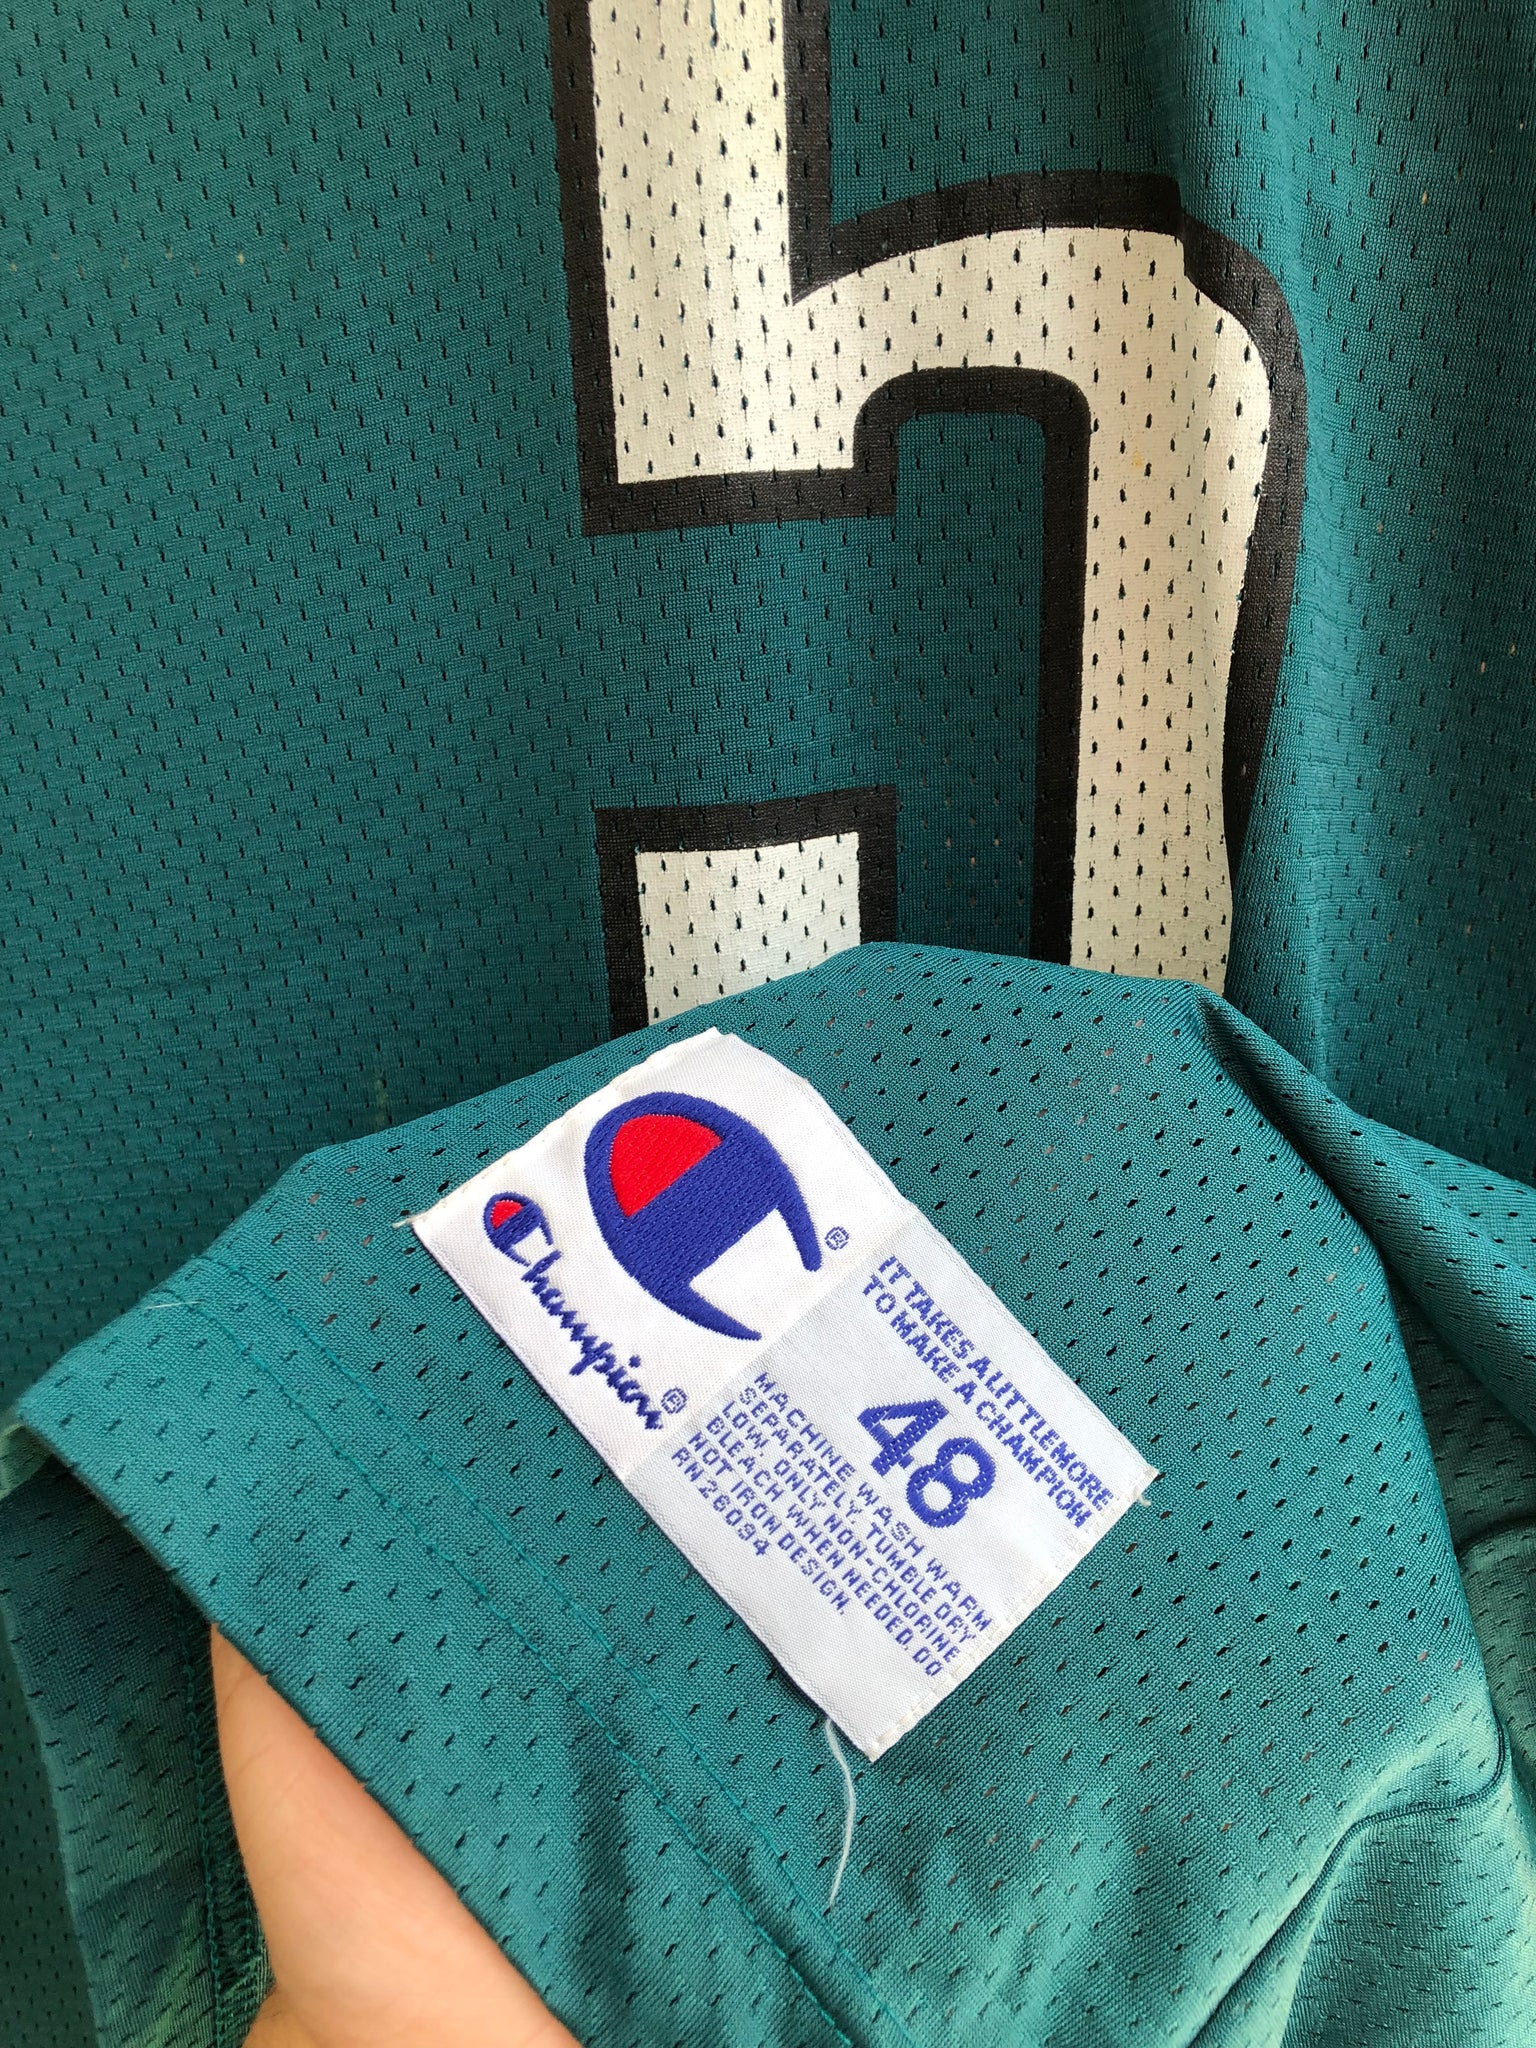 5
Champion®
®
IT TAKES A LITTLE MORE
TO MAKE A CHAMPION
48
MACHINE WASH WARM
SEPARATELY. TUMBLE DRY
LOW. ONLY NON-CHLORINE
BLEACH WHEN NEEDED. DO
NOT IRON DESIGN.
RN 26094